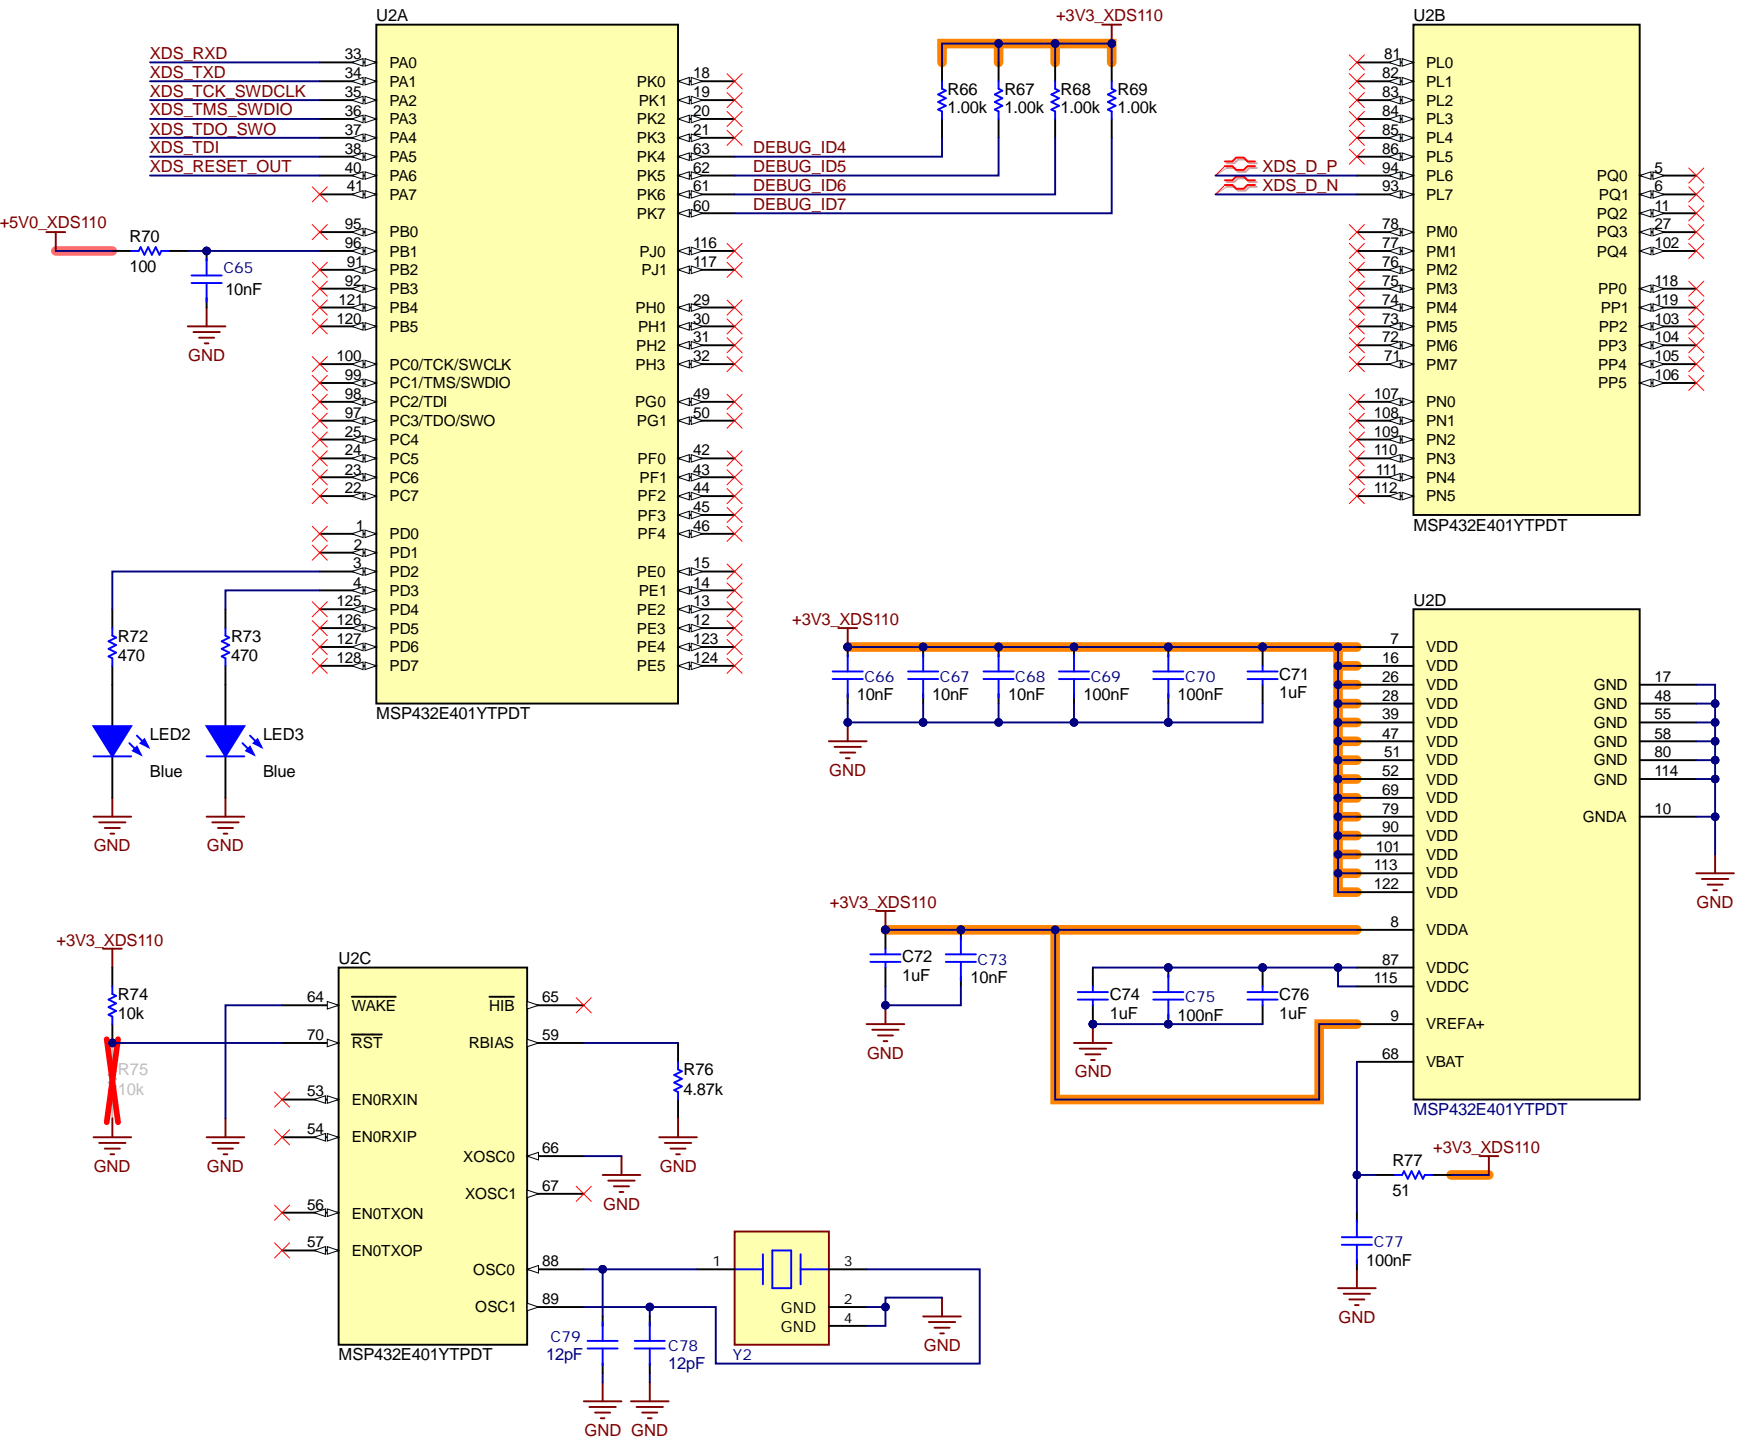 U2A
XDS_RXD 33 PA0
XDS_TXD 34 PA1
XDS_TCK_SWDCLK 35 PA2
XDS_TMS_SWDIO 36 PA3
XDS_TDO_SWO 37 PA4
XDS_TDI 38 PA5
XDS_RESET_OUT 40 PA6
41 PA7
+5V0_XDS110
R70
100
C65
10nF
GND
95 PB0
96 PB1
91 PB2
92 PB3
121 PB4
120 PB5
100 PC0/TCK/SWCLK
99 PC1/TMS/SWDIO
98 PC2/TDI
97 PC3/TDO/SWO
25 PC4
24 PC5
23 PC6
22 PC7
1 PD0
2 PD1
3 PD2
4 PD3
125 PD4
126 PD5
127 PD6
128 PD7
PK0 18
PK1 19
PK2 20
PK3 21
PK4 63 DEBUG_ID4
PK5 62 DEBUG_ID5
PK6 61 DEBUG_ID6
PK7 60 DEBUG_ID7
PJ0 116
PJ1 117
PH0 29
PH1 30
PH2 31
PH3 32
PG0 49
PG1 50
PF0 42
PF1 43
PF2 44
PF3 45
PF4 46
PE0 15
PE1 14
PE2 13
PE3 12
PE4 123
PE5 124
MSP432E401YTPDT
+3V3_XDS110
R66
1.00k
R67
1.00k
R68
1.00k
R69
1.00k
R72
470
R73
470
LED2
Blue
LED3
Blue
GND
GND
U2B
81 PL0
82 PL1
83 PL2
84 PL3
85 PL4
86 PL5
XDS_D_P 94 PL6
XDS_D_N 93 PL7
78 PM0
77 PM1
76 PM2
75 PM3
74 PM4
73 PM5
72 PM6
71 PM7
107 PN0
108 PN1
109 PN2
110 PN3
111 PN4
112 PN5
PQ0 5
PQ1 6
PQ2 11
PQ3 27
PQ4 102
PP0 118
PP1 119
PP2 103
PP3 104
PP4 105
PP5 106
MSP432E401YTPDT
+3V3_XDS110
C66
10nF
C67
10nF
C68
10nF
C69
100nF
C70
100nF
C71
1uF
GND
U2D
7 VDD
16 VDD
26 VDD
28 VDD
39 VDD
47 VDD
51 VDD
52 VDD
69 VDD
79 VDD
90 VDD
101 VDD
113 VDD
122 VDD
8 VDDA
87 VDDC
115 VDDC
9 VREFA+
68 VBAT
GND 17
GND 48
GND 55
GND 58
GND 80
GND 114
GNDA 10
GND
MSP432E401YTPDT
+3V3_XDS110
C72
1uF
C73
10nF
GND
C74
1uF
C75
100nF
C76
1uF
GND
+3V3_XDS110
R77
51
C77
100nF
GND
+3V3_XDS110
R74
10k
R75
10k
GND
GND
U2C
64 WAKE
70 RST
53 EN0RXIN
54 EN0RXIP
56 EN0TXON
57 EN0TXOP
HIB 65
RBIAS 59
XOSC0 66
XOSC1 67
OSC0 88
OSC1 89
MSP432E401YTPDT
R76
4.87k
GND
GND
1
3
GND 2
GND 4
Y2
GND
C79
12pF
C78
12pF
GND
GND